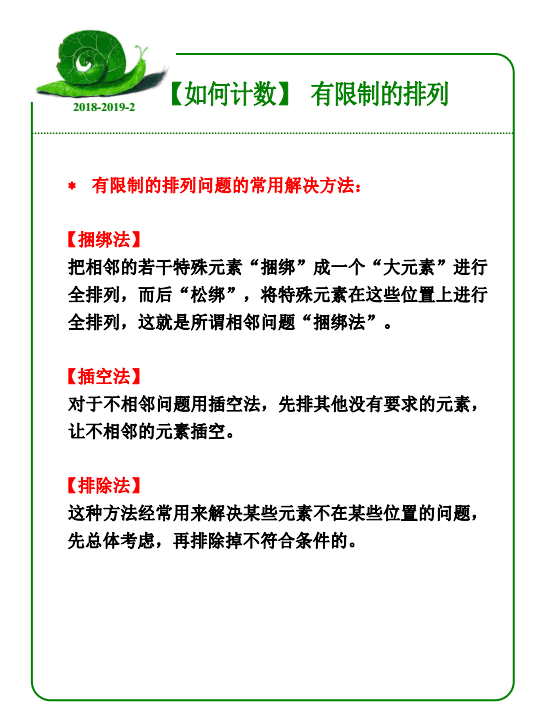 2018-2019-2
【如何计数】 有限制的排列
* 有限制的排列问题的常用解决方法：
【捆绑法】
把相邻的若干特殊元素“捆绑”成一个“大元素”进行
全排列，而后“松绑”，将特殊元素在这些位置上进行
全排列，这就是所谓相邻问题“捆绑法”。
【插空法】
对于不相邻问题用插空法，先排其他没有要求的元素，
让不相邻的元素插空。
【排除法】
这种方法经常用来解决某些元素不在某些位置的问题，
先总体考虑，再排除掉不符合条件的。